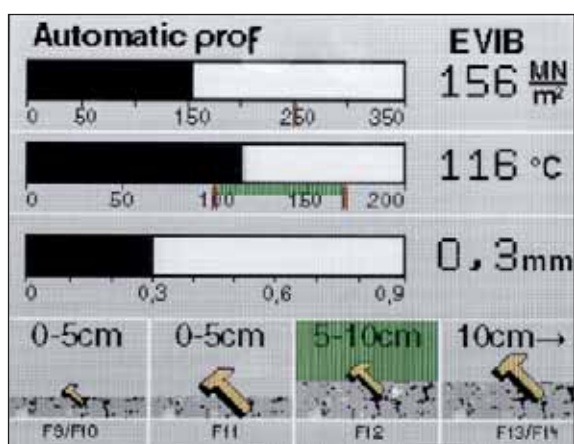 Automatic prof EVIB
156 MN/m²
0 50 150 250 350
116 °C
0 50 100 150 200
0,3mm
0 0,3 0,6 0,9
0-5cm 0-5cm 5-10cm 10cm→
F9/F10 F11 F12 F13/F14